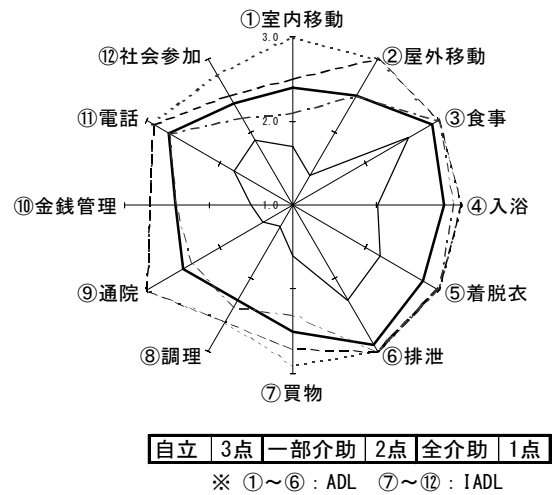 ①室内移動
3.0
⑫社会参加
②屋外移動
⑪電話
2.0
③食事
⑩金銭管理
1.0
④入浴
⑨通院
⑤着脱衣
⑧調理
⑥排泄
⑦買物
自立 3点 一部介助 2点 全介助 1点
※ ①～⑥：ADL ⑦～⑫：IADL